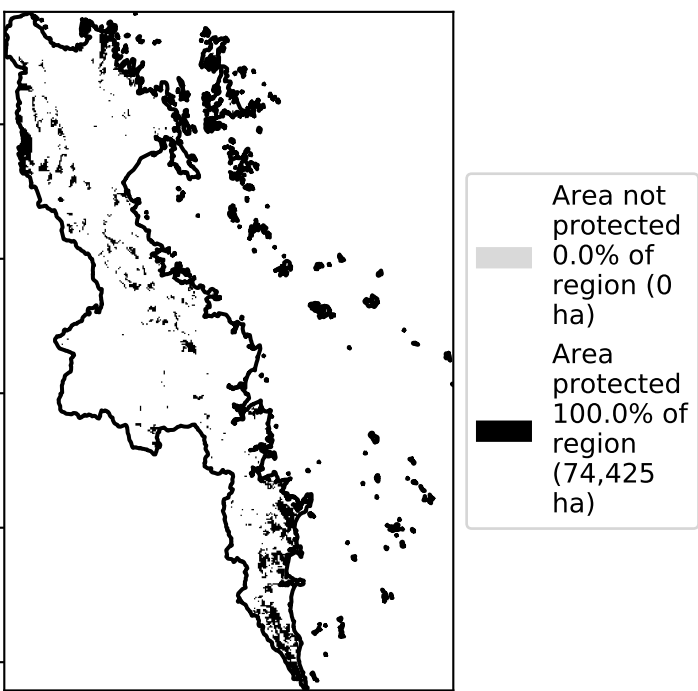 Area not
protected
0.0% of
region (0
ha)
Area
protected
100.0% of
region
(74,425
ha)